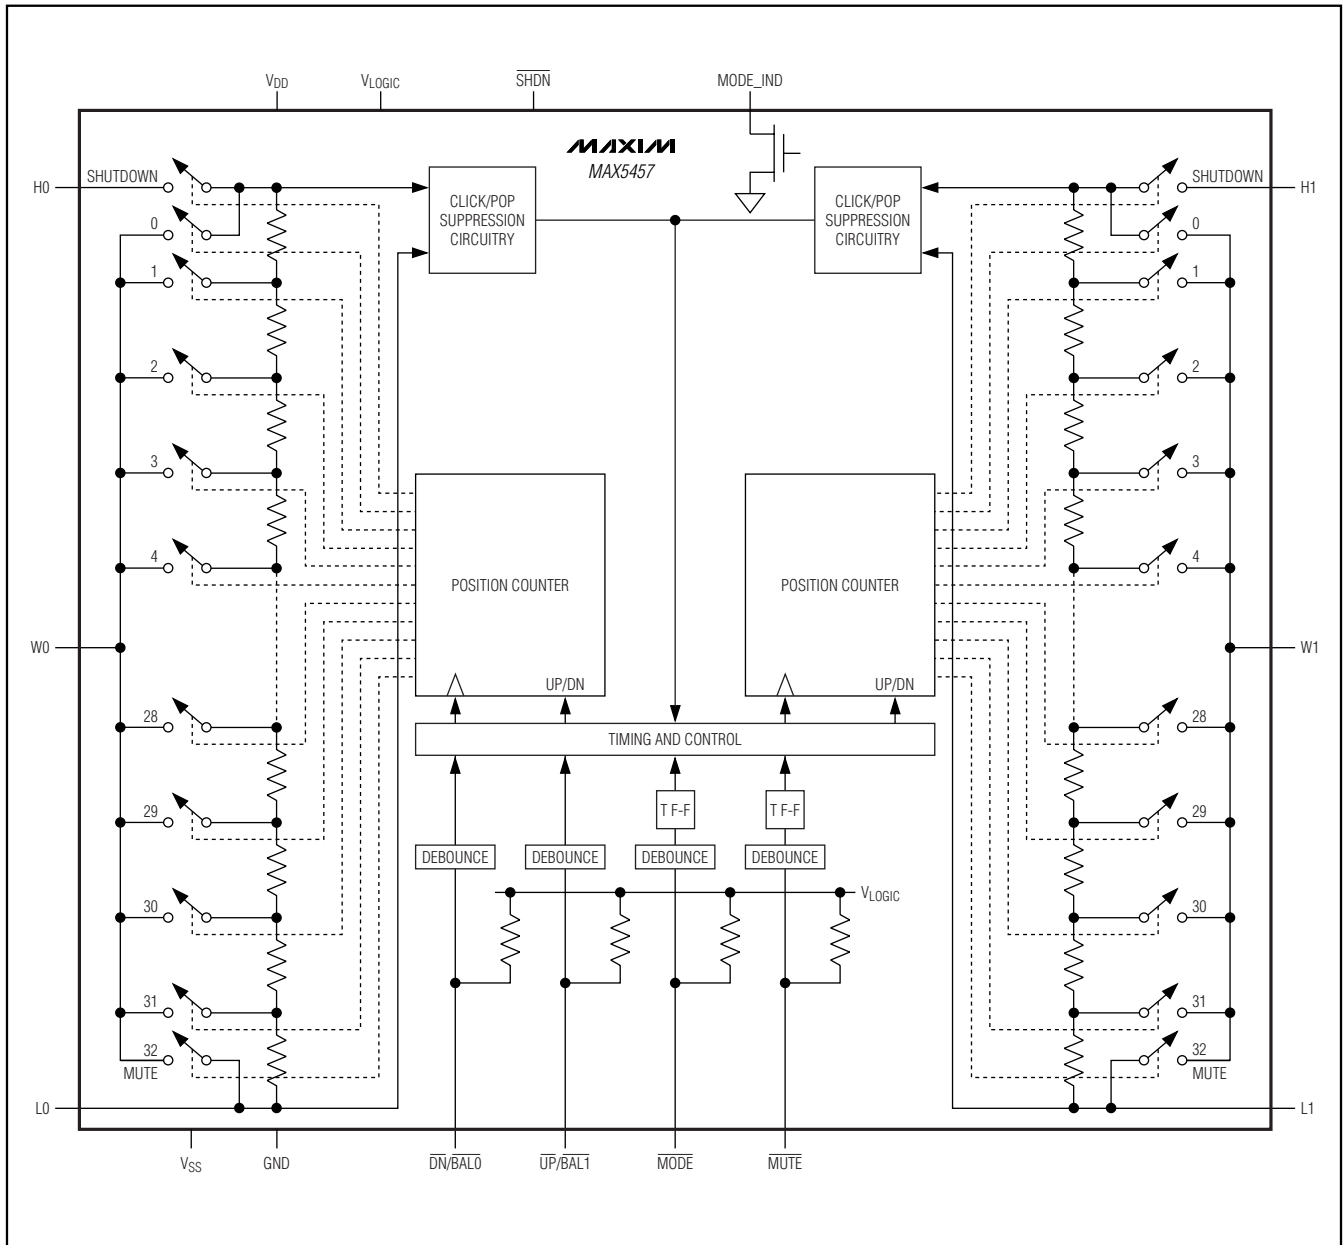 VDD VLOGIC SHDN MODE_IND
MAXIM
MAX5457
H0 SHUTDOWN
CLICK/POP
SUPPRESSION
CIRCUITRY
CLICK/POP
SUPPRESSION
CIRCUITRY
SHUTDOWN H1
0
1
2
3
4
0
1
2
3
4
POSITION COUNTER
UP/DN
POSITION COUNTER
UP/DN
W0
W1
TIMING AND CONTROL
28
29
30
31
32
MUTE
T F-F T F-F
DEBOUNCE DEBOUNCE DEBOUNCE DEBOUNCE
VLOGIC
28
29
30
31
32
MUTE
L0
L1
VSS GND DN/BAL0 UP/BAL1 MODE MUTE